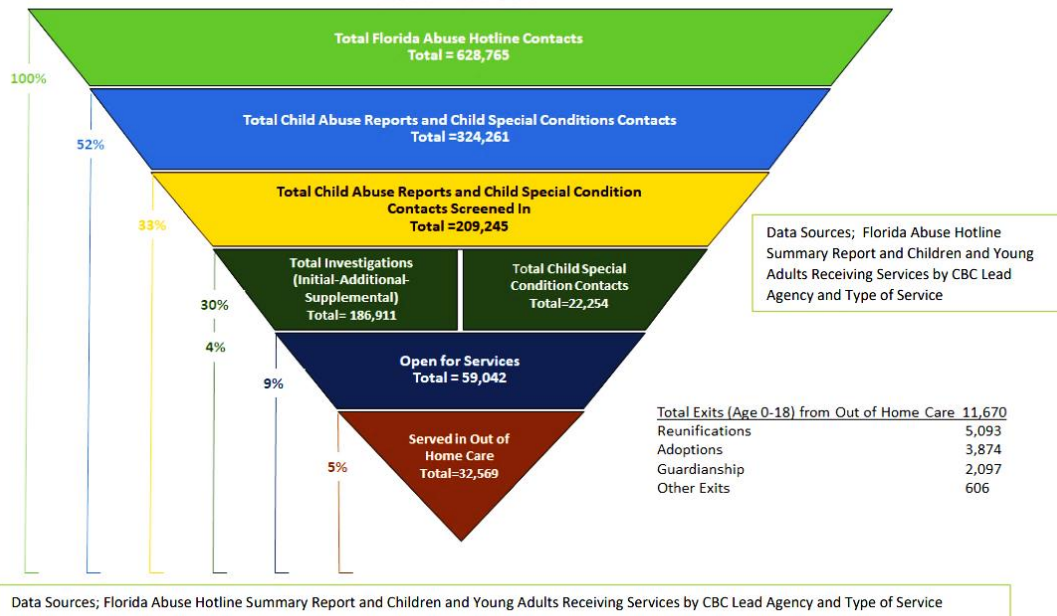 Total Florida Abuse Hotline Contacts
Total = 628,765
100%
Total Child Abuse Reports and Child Special Conditions Contacts
Total =324,261
52%
Total Child Abuse Reports and Child Special Condition
Contacts Screened In
Total =209,245
33%
Total Investigations
(Initial-Additional-
Supplemental)
Total= 186,911
Total Child Special
Condition Contacts
Total=22,254
30%
4%
Open for Services
Total = 59,042
9%
Served in Out of
Home Care
Total=32,569
5%
Data Sources; Florida Abuse Hotline
Summary Report and Children and Young
Adults Receiving Services by CBC Lead
Agency and Type of Service
Total Exits (Age 0-18) from Out of Home Care 11,670
Reunifications 5,093
Adoptions 3,874
Guardianship 2,097
Other Exits 606
Data Sources; Florida Abuse Hotline Summary Report and Children and Young Adults Receiving Services by CBC Lead Agency and Type of Service